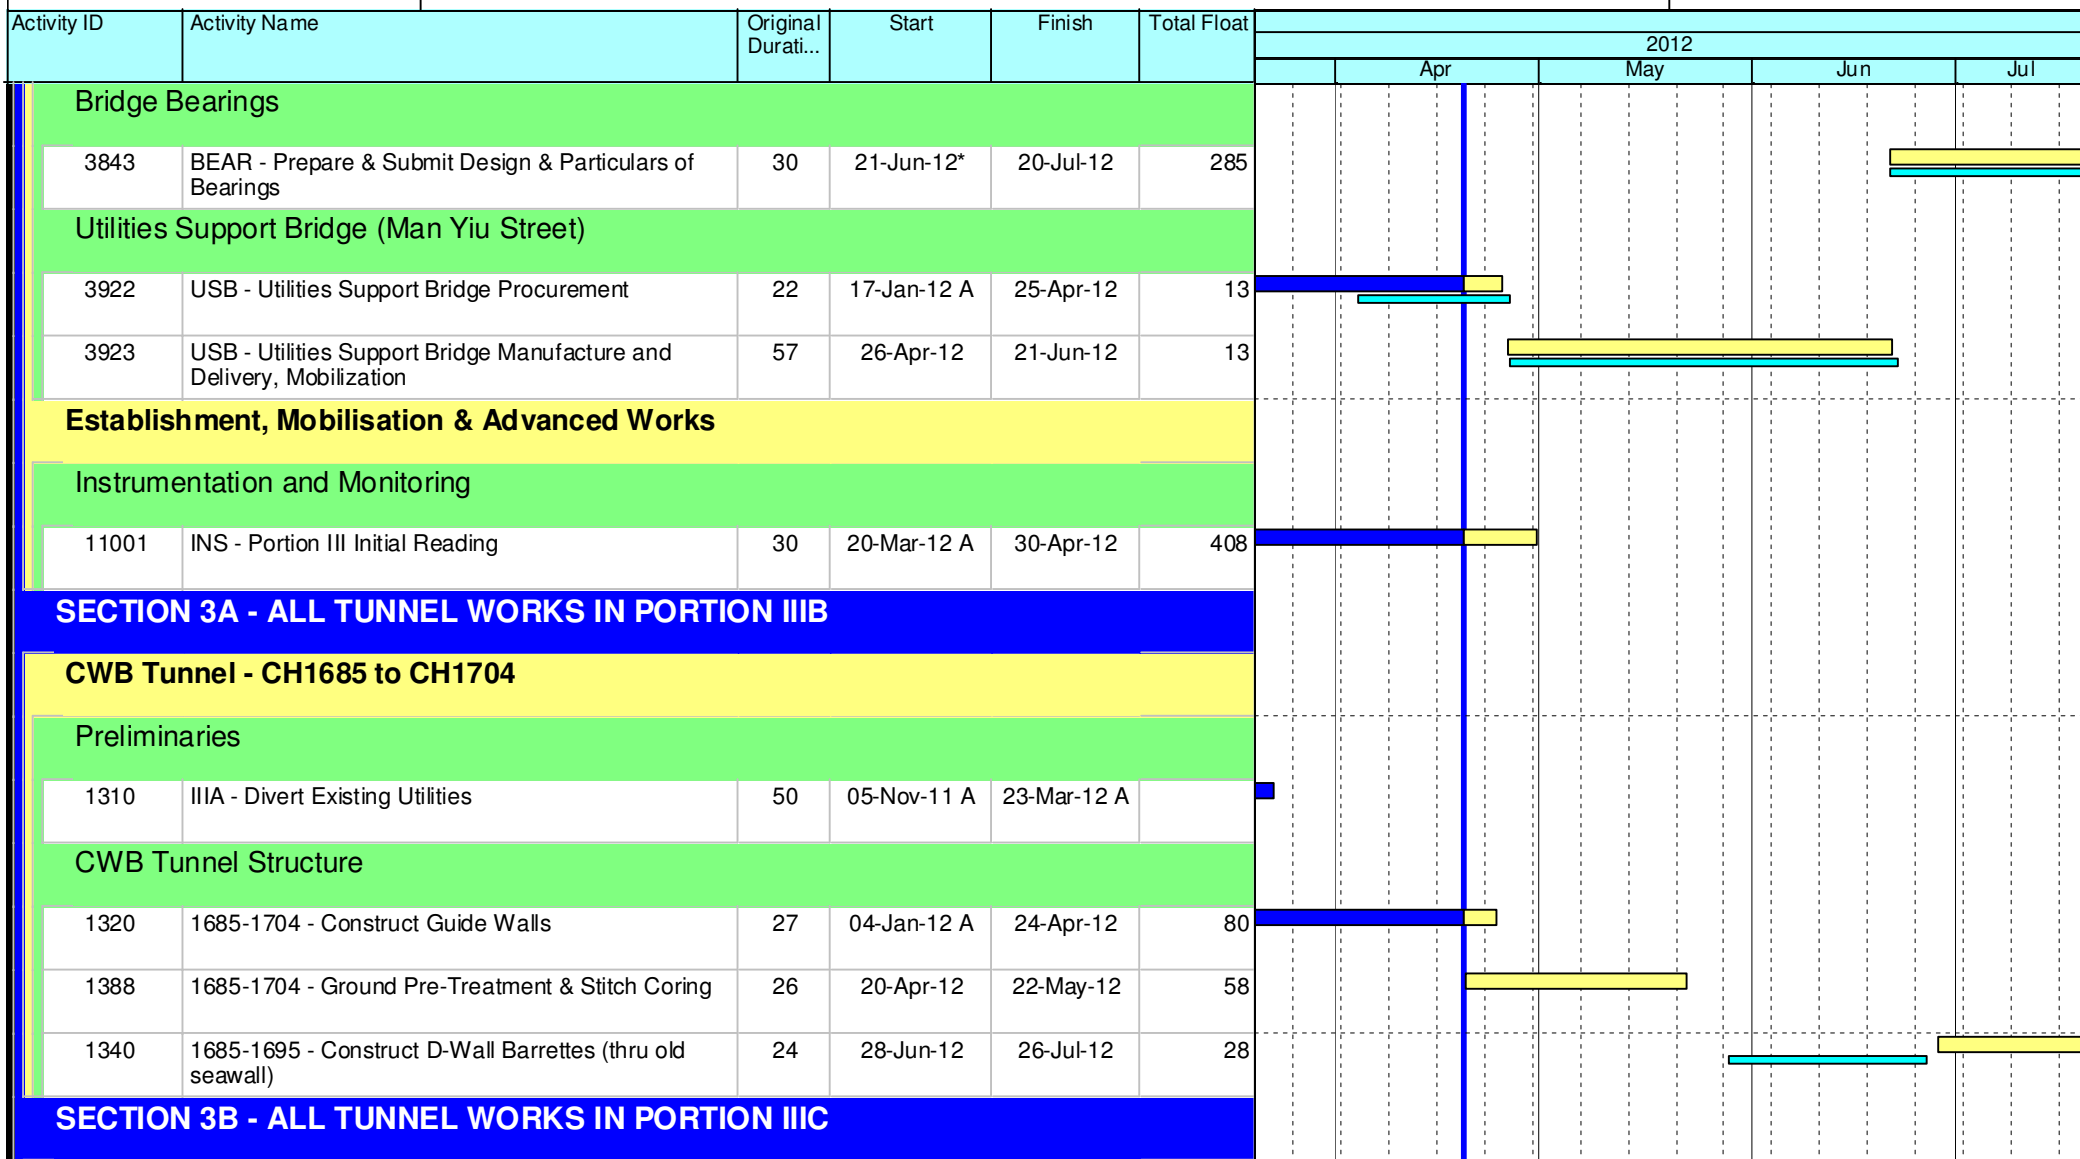 Activity ID Activity Name Original Durati... Start Finish Total Float
2012
Apr May Jun Jul
Bridge Bearings
3843 BEAR - Prepare & Submit Design & Particulars of 30 21-Jun-12* 20-Jul-12 285
Bearings
Utilities Support Bridge (Man Yiu Street)
3922 USB - Utilities Support Bridge Procurement 22 17-Jan-12 A 25-Apr-12 13
3923 USB - Utilities Support Bridge Manufacture and 57 26-Apr-12 21-Jun-12 13
Delivery, Mobilization
Establishment, Mobilisation & Advanced Works
Instrumentation and Monitoring
11001 INS - Portion III Initial Reading 30 20-Mar-12 A 30-Apr-12 408
SECTION 3A - ALL TUNNEL WORKS IN PORTION IIIB
CWB Tunnel - CH1685 to CH1704
Preliminaries
1310 IIIA - Divert Existing Utilities 50 05-Nov-11 A 23-Mar-12 A
CWB Tunnel Structure
1320 1685-1704 - Construct Guide Walls 27 04-Jan-12 A 24-Apr-12 80
1388 1685-1704 - Ground Pre-Treatment & Stitch Coring 26 20-Apr-12 22-May-12 58
1340 1685-1695 - Construct D-Wall Barrettes (thru old 24 28-Jun-12 26-Jul-12 28
seawall)
SECTION 3B - ALL TUNNEL WORKS IN PORTION IIIC